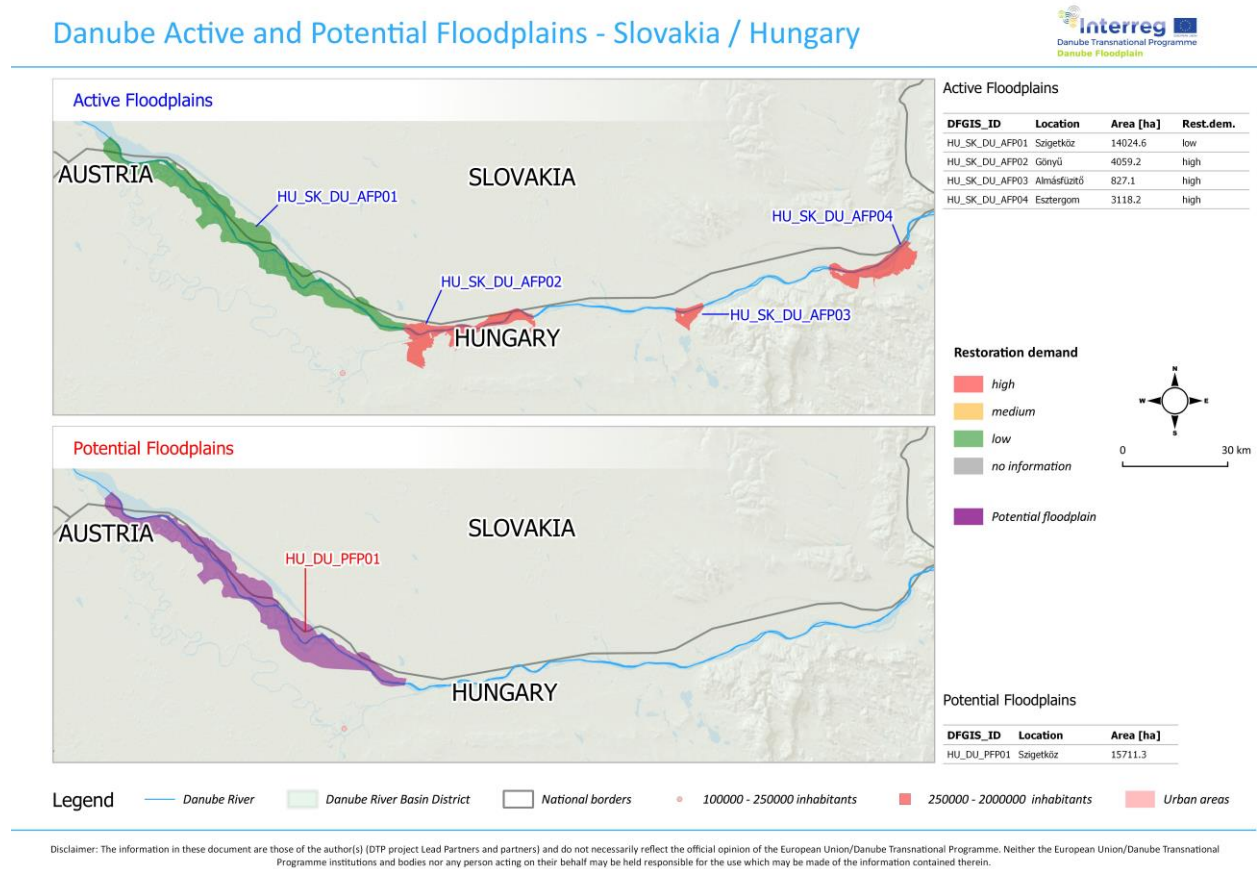 Danube Active and Potential Floodplains - Slovakia / Hungary
Interreg
Danube Transnational Programme
Danube Floodplain
Active Floodplains
AUSTRIA
SLOVAKIA
HU_SK_DU_AFP01
HU_SK_DU_AFP04
HU_SK_DU_AFP02
HU_SK_DU_AFP03
HUNGARY
Active Floodplains
DFGIS_ID Location Area [ha] Rest.dem.
HU_SK_DU_AFP01 Szigetköz 14024.6 low
HU_SK_DU_AFP02 Gönyű 4059.2 high
HU_SK_DU_AFP03 Almásfüzitő 827.1 high
HU_SK_DU_AFP04 Esztergom 3118.2 high
Restoration demand
high
medium
low
no information
Potential floodplain
N
W E
S
0 30 km
Potential Floodplains
AUSTRIA
SLOVAKIA
HU_DU_PFP01
HUNGARY
Potential Floodplains
DFGIS_ID Location Area [ha]
HU_DU_PFP01 Szigetköz 15711.3
Legend Danube River Danube River Basin District National borders 100000 - 250000 inhabitants 250000 - 2000000 inhabitants Urban areas
Disclaimer: The information in these document are those of the author(s) (DTP project Lead Partners and partners) and do not necessarily reflect the official opinion of the European Union/Danube Transnational Programme. Neither the European Union/Danube Transnational
Programme institutions and bodies nor any person acting on their behalf may be held responsible for the use which may be made of the information contained therein.